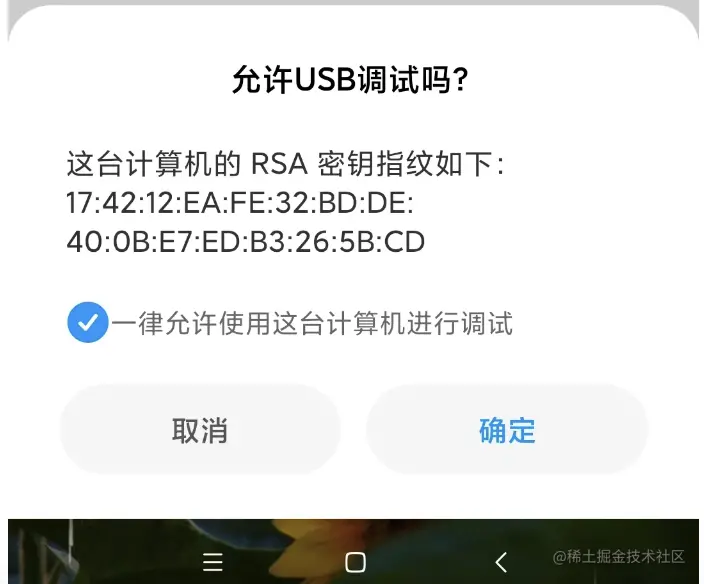 允许USB调试吗?
这台计算机的 RSA 密钥指纹如下:
17:42:12:EA:FE:32:BD:DE:
40:0B:E7:ED:B3:26:5B:CD
一律允许使用这台计算机进行调试
取消
确定
@稀土掘金技术社区